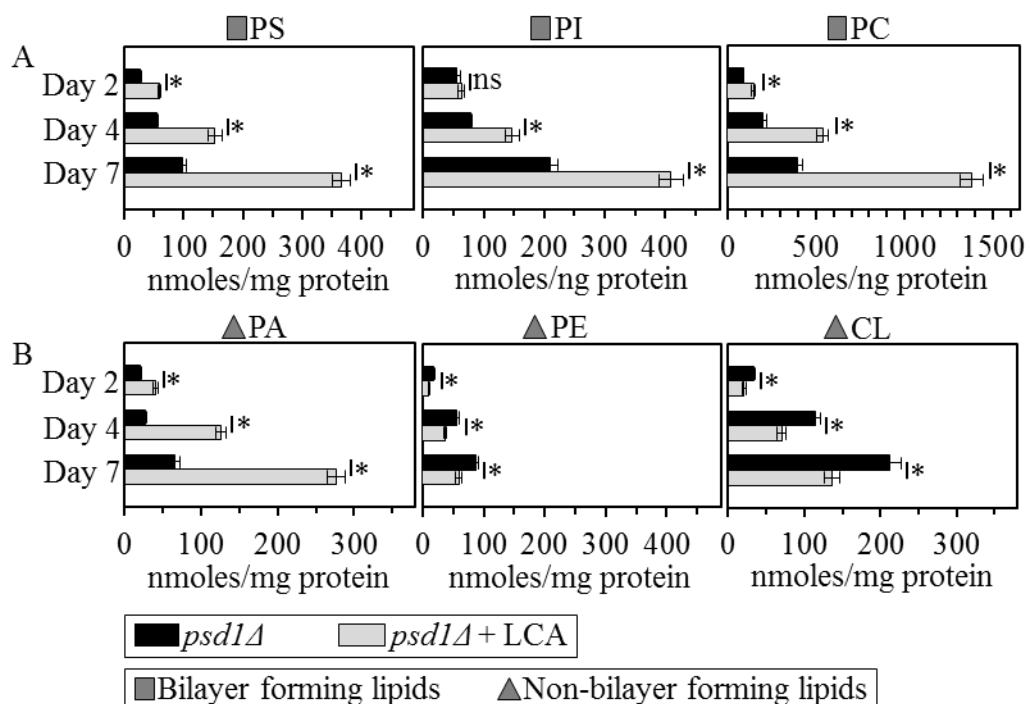 PS PI PC
A
Day 2 * ns *
Day 4 * * *
Day 7 * * *
0 100 200 300 400 0 100 200 300 400 0 500 1000 1500
nmoles/mg protein nmoles/ng protein nmoles/ng protein
PA PE CL
B
Day 2 * * *
Day 4 * * *
Day 7 * * *
0 100 200 300 0 100 200 300 400 0 100 200 300
nmoles/mg protein nmoles/mg protein nmoles/mg protein
psd1Δ psd1Δ + LCA
Bilayer forming lipids Non-bilayer forming lipids